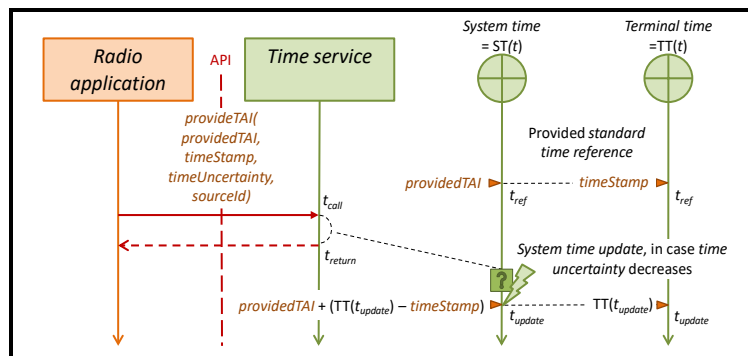 Radio
application
API
Time service
System time
= ST(t)
Terminal time
=TT(t)
provideTAI(
providedTAI,
timeStamp,
timeUncertainty,
sourceId)
Provided standard
time reference
providedTAI
timeStamp
t_ref
t_ref
t_call
t_return
System time update, in case time
uncertainty decreases
?
providedTAI + (TT(t_update) – timeStamp)
TT(t_update)
t_update
t_update